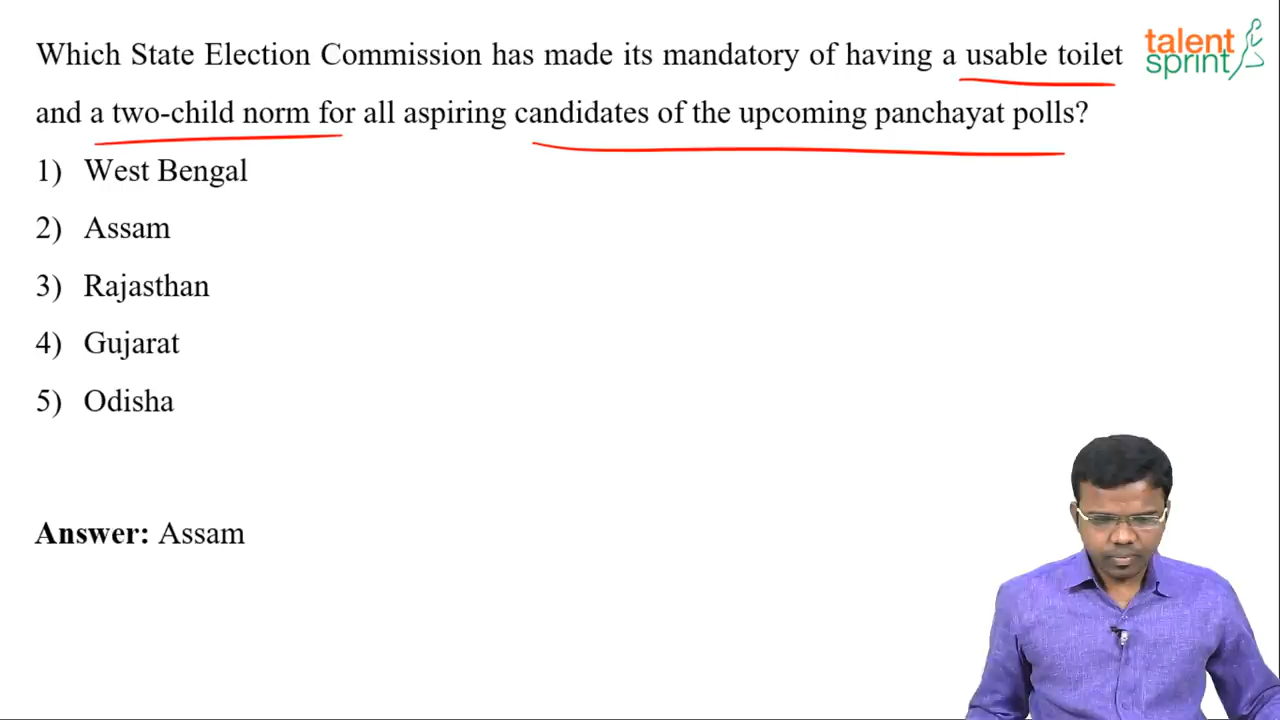 Which State Election Commission has made its mandatory of having a usable toilet
and a two-child norm for all aspiring candidates of the upcoming panchayat polls?
1) West Bengal
2) Assam
3) Rajasthan
4) Gujarat
5) Odisha
Answer: Assam
talent
sprint